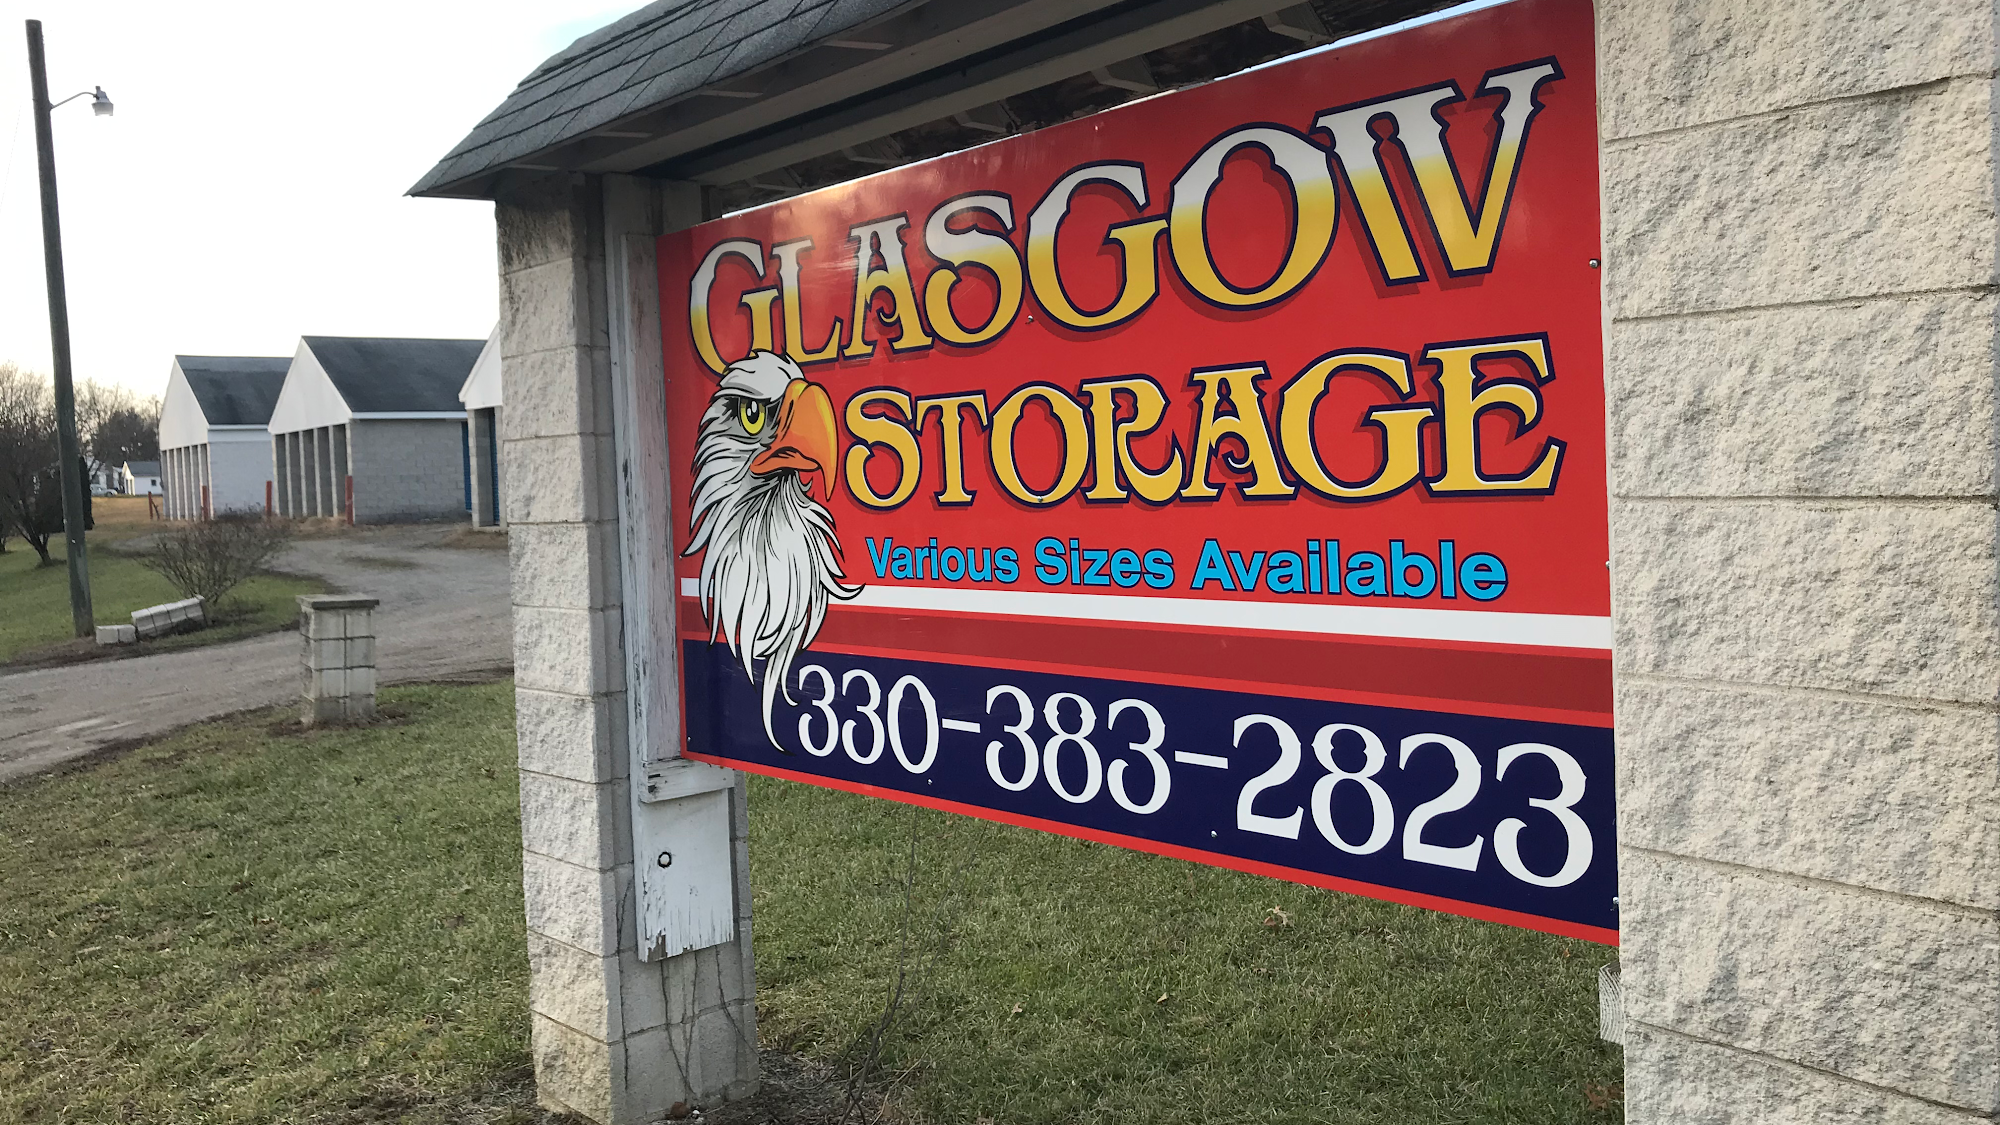 GLASGOW
STORAGE
Various Sizes Available
330-383-2823